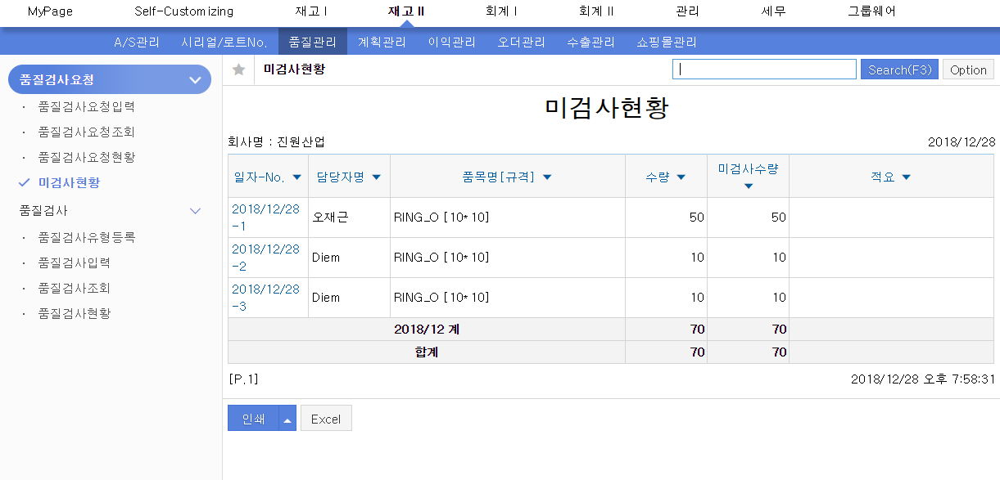 MyPage Self-Customizing 재고 I 재고 II 회계 I 회계 II 관리 세무 그룹웨어
A/S관리 시리얼/로트No. 품질관리 계획관리 이익관리 오더관리 수출관리 쇼핑몰관리
품질검사요청
· 품질검사요청입력
· 품질검사요청조회
· 품질검사요청현황
미검사현황
품질검사
· 품질검사유형등록
· 품질검사입력
· 품질검사조회
· 품질검사현황
미검사현황 Search(F3) Option
미검사현황
회사명 : 진원산업 2018/12/28
일자-No. ▼ 담당자명 ▼ 품목명[규격] ▼ 수량 ▼ 미검사수량 ▼ 적요 ▼
2018/12/28 오재근 RING_O [10*10] 50 50
-1
2018/12/28 Diem RING_O [10*10] 10 10
-2
2018/12/28 Diem RING_O [10*10] 10 10
-3
2018/12 계 70 70
합계 70 70
[P.1] 2018/12/28 오후 7:58:31
인쇄 Excel